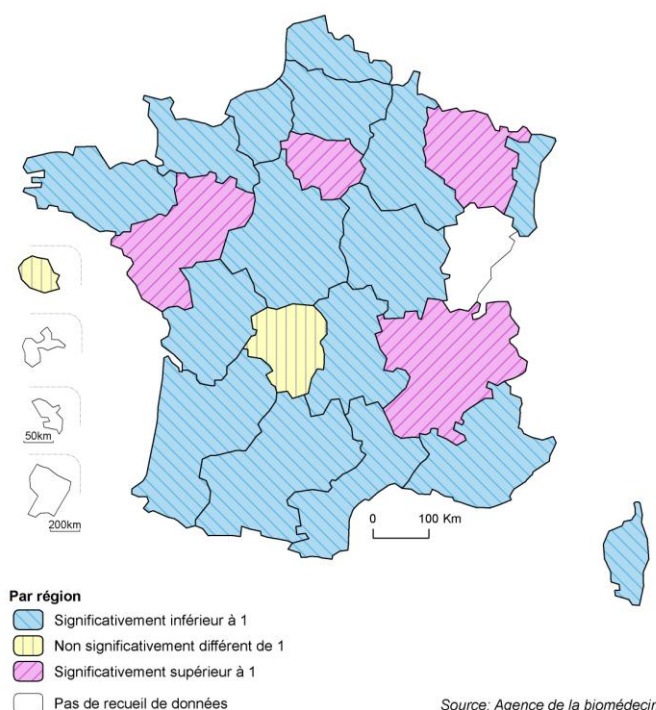 50km
200km
0 100 Km
Par région
Significativement inférieur à 1
Non significativement différent de 1
Significativement supérieur à 1
Pas de recueil de données
Source: Agence de la biomédecin